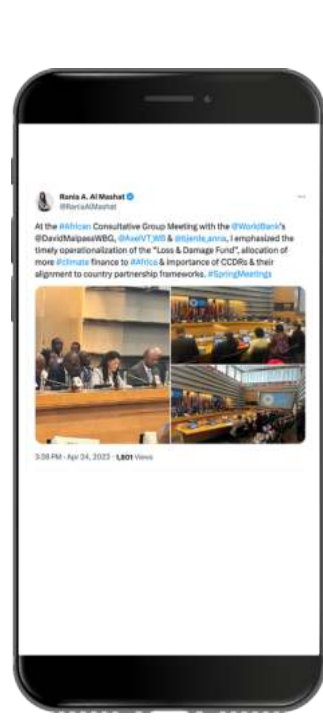 Rania A. Al Mashat
@RaniaAlMashat
At the #African Consultative Group Meeting with the @WorldBank's
@DavidMalpassWBG, @AxelVT_WB & @bjerde_anna, I emphasized the
timely operationalization of the "Loss & Damage Fund", allocation of
more #climate finance to #Africa & importance of CCDRs & their
alignment to country partnership frameworks. #SpringMeetings
3:38 PM · Apr 24, 2023 · 1,801 Views